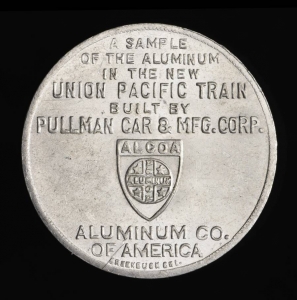 A SAMPLE
OF THE ALUMINUM
IN THE NEW
UNION PACIFIC TRAIN
BUILT BY
PULLMAN CAR & MFG. CORP.
ALCOA
ALUMINUM
ALUMINUM CO.
OF AMERICA